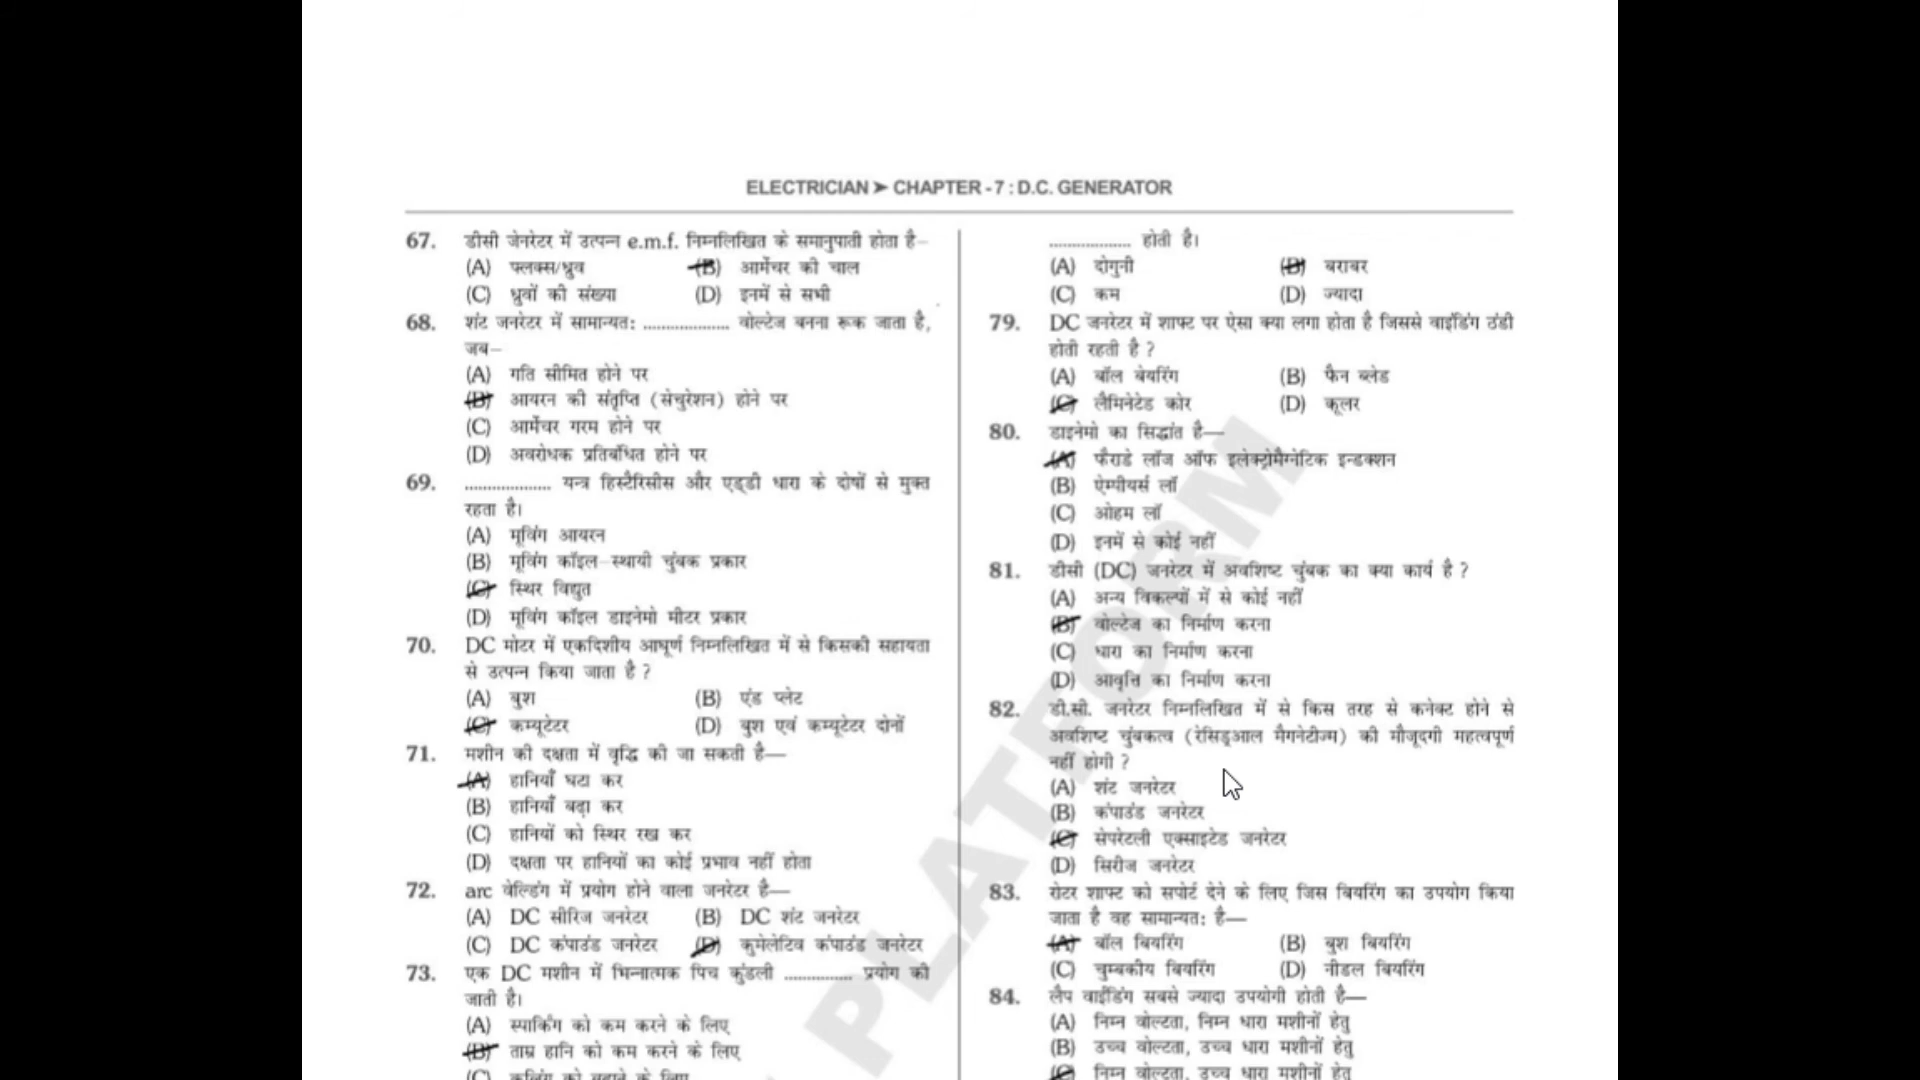 ELECTRICIAN ➤ CHAPTER - 7 : D.C. GENERATOR
67. डीसी जेनरेटर में उत्पन्न e.m.f. निम्नलिखित के समानुपाती होता है–
(A) फ्लक्स/ध्रुव (B) आर्मेचर की चाल
(C) ध्रुवों की संख्या (D) इनमें से सभी
68. शंट जनरेटर में सामान्यत: ................... वोल्टेज बनना रूक जाता है,
जब–
(A) गति सीमित होने पर
(B) आयरन की संतृप्ति (सेचुरेशन) होने पर
(C) आर्मेचर गरम होने पर
(D) अवरोधक प्रतिबंधित होने पर
69. ................... यन्त्र हिस्टैरिसीस और एड्डी धारा के दोषों से मुक्त
रहता है।
(A) मूविंग आयरन
(B) मूविंग कॉइल–स्थायी चुंबक प्रकार
(C) स्थिर विद्युत
(D) मूविंग कॉइल डाइनेमो मीटर प्रकार
70. DC मोटर में एकदिशीय आघूर्ण निम्नलिखित में से किसकी सहायता
से उत्पन्न किया जाता है ?
(A) बुश (B) एंड प्लेट
(C) कम्यूटेटर (D) बुश एवं कम्यूटेटर दोनों
71. मशीन की दक्षता में वृद्धि की जा सकती है—
(A) हानियाँ घटा कर
(B) हानियाँ बढ़ा कर
(C) हानियों को स्थिर रख कर
(D) दक्षता पर हानियों का कोई प्रभाव नहीं होता
72. arc वेल्डिंग में प्रयोग होने वाला जनरेटर है—
(A) DC सीरिज जनरेटर (B) DC शंट जनरेटर
(C) DC कंपाउंड जनरेटर (D) कुमेलेटिव कंपाउंड जनरेटर
73. एक DC मशीन में भिन्नात्मक पिच कुंडली ............... प्रयोग की
जाती है।
(A) स्पार्किंग को कम करने के लिए
(B) ताम्र हानि को कम करने के लिए
(C) कूलिंग को बढ़ाने के लिए
.................. होती है।
(A) दोगुनी (B) बराबर
(C) कम (D) ज्यादा
79. DC जनरेटर में शाफ्ट पर ऐसा क्या लगा होता है जिससे वाइंडिंग ठंडी
होती रहती है ?
(A) बॉल बेयरिंग (B) फैन ब्लेड
(C) लैमिनेटेड कोर (D) कूलर
80. डाइनेमो का सिद्धांत है—
(A) फैराडे लॉज ऑफ इलेक्ट्रोमैग्नेटिक इन्डक्शन
(B) ऐम्पीयर्स लॉ
(C) ओहम लॉ
(D) इनमें से कोई नहीं
81. डीसी (DC) जनरेटर में अवशिष्ट चुंबक का क्या कार्य है ?
(A) अन्य विकल्पों में से कोई नहीं
(B) वोल्टेज का निर्माण करना
(C) धारा का निर्माण करना
(D) आवृत्ति का निर्माण करना
82. डी.सी. जनरेटर निम्नलिखित में से किस तरह से कनेक्ट होने से
अवशिष्ट चुंबकत्व (रेसिडुआल मैगनेटीज्म) की मौजूदगी महत्वपूर्ण
नहीं होगी ?
(A) शंट जनरेटर
(B) कंपाउंड जनरेटर
(C) सेपरेटली एक्साइटेड जनरेटर
(D) सिरीज जनरेटर
83. रोटर शाफ्ट को सपोर्ट देने के लिए जिस बियरिंग का उपयोग किया
जाता है वह सामान्यत: है—
(A) बॉल बियरिंग (B) बुश बियरिंग
(C) चुम्बकीय बियरिंग (D) नीडल बियरिंग
84. लैप वाईंडिंग सबसे ज्यादा उपयोगी होती है—
(A) निम्न वोल्टता, निम्न धारा मशीनों हेतु
(B) उच्च वोल्टता, उच्च धारा मशीनों हेतु
(C) निम्न वोल्टता, उच्च धारा मशीनों हेतु
PLATFORM